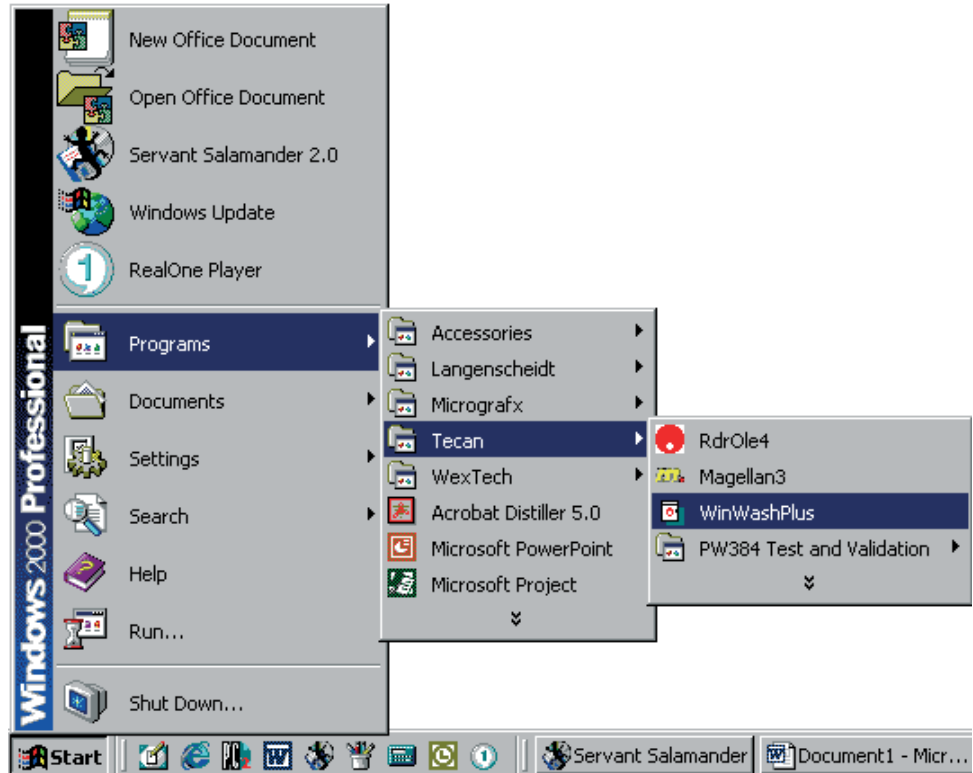 New Office Document
Open Office Document
Servant Salamander 2.0
Windows Update
RealOne Player
Programs
Documents
Settings
Search
Help
Run...
Shut Down...
Windows 2000 Professional
Accessories
Langenscheidt
Micrografx
Tecan
WexTech
Acrobat Distiller 5.0
Microsoft PowerPoint
Microsoft Project
RdrOle4
Magellan3
WinWashPlus
PW384 Test and Validation
Start
Servant Salamander
Document1 - Micr...